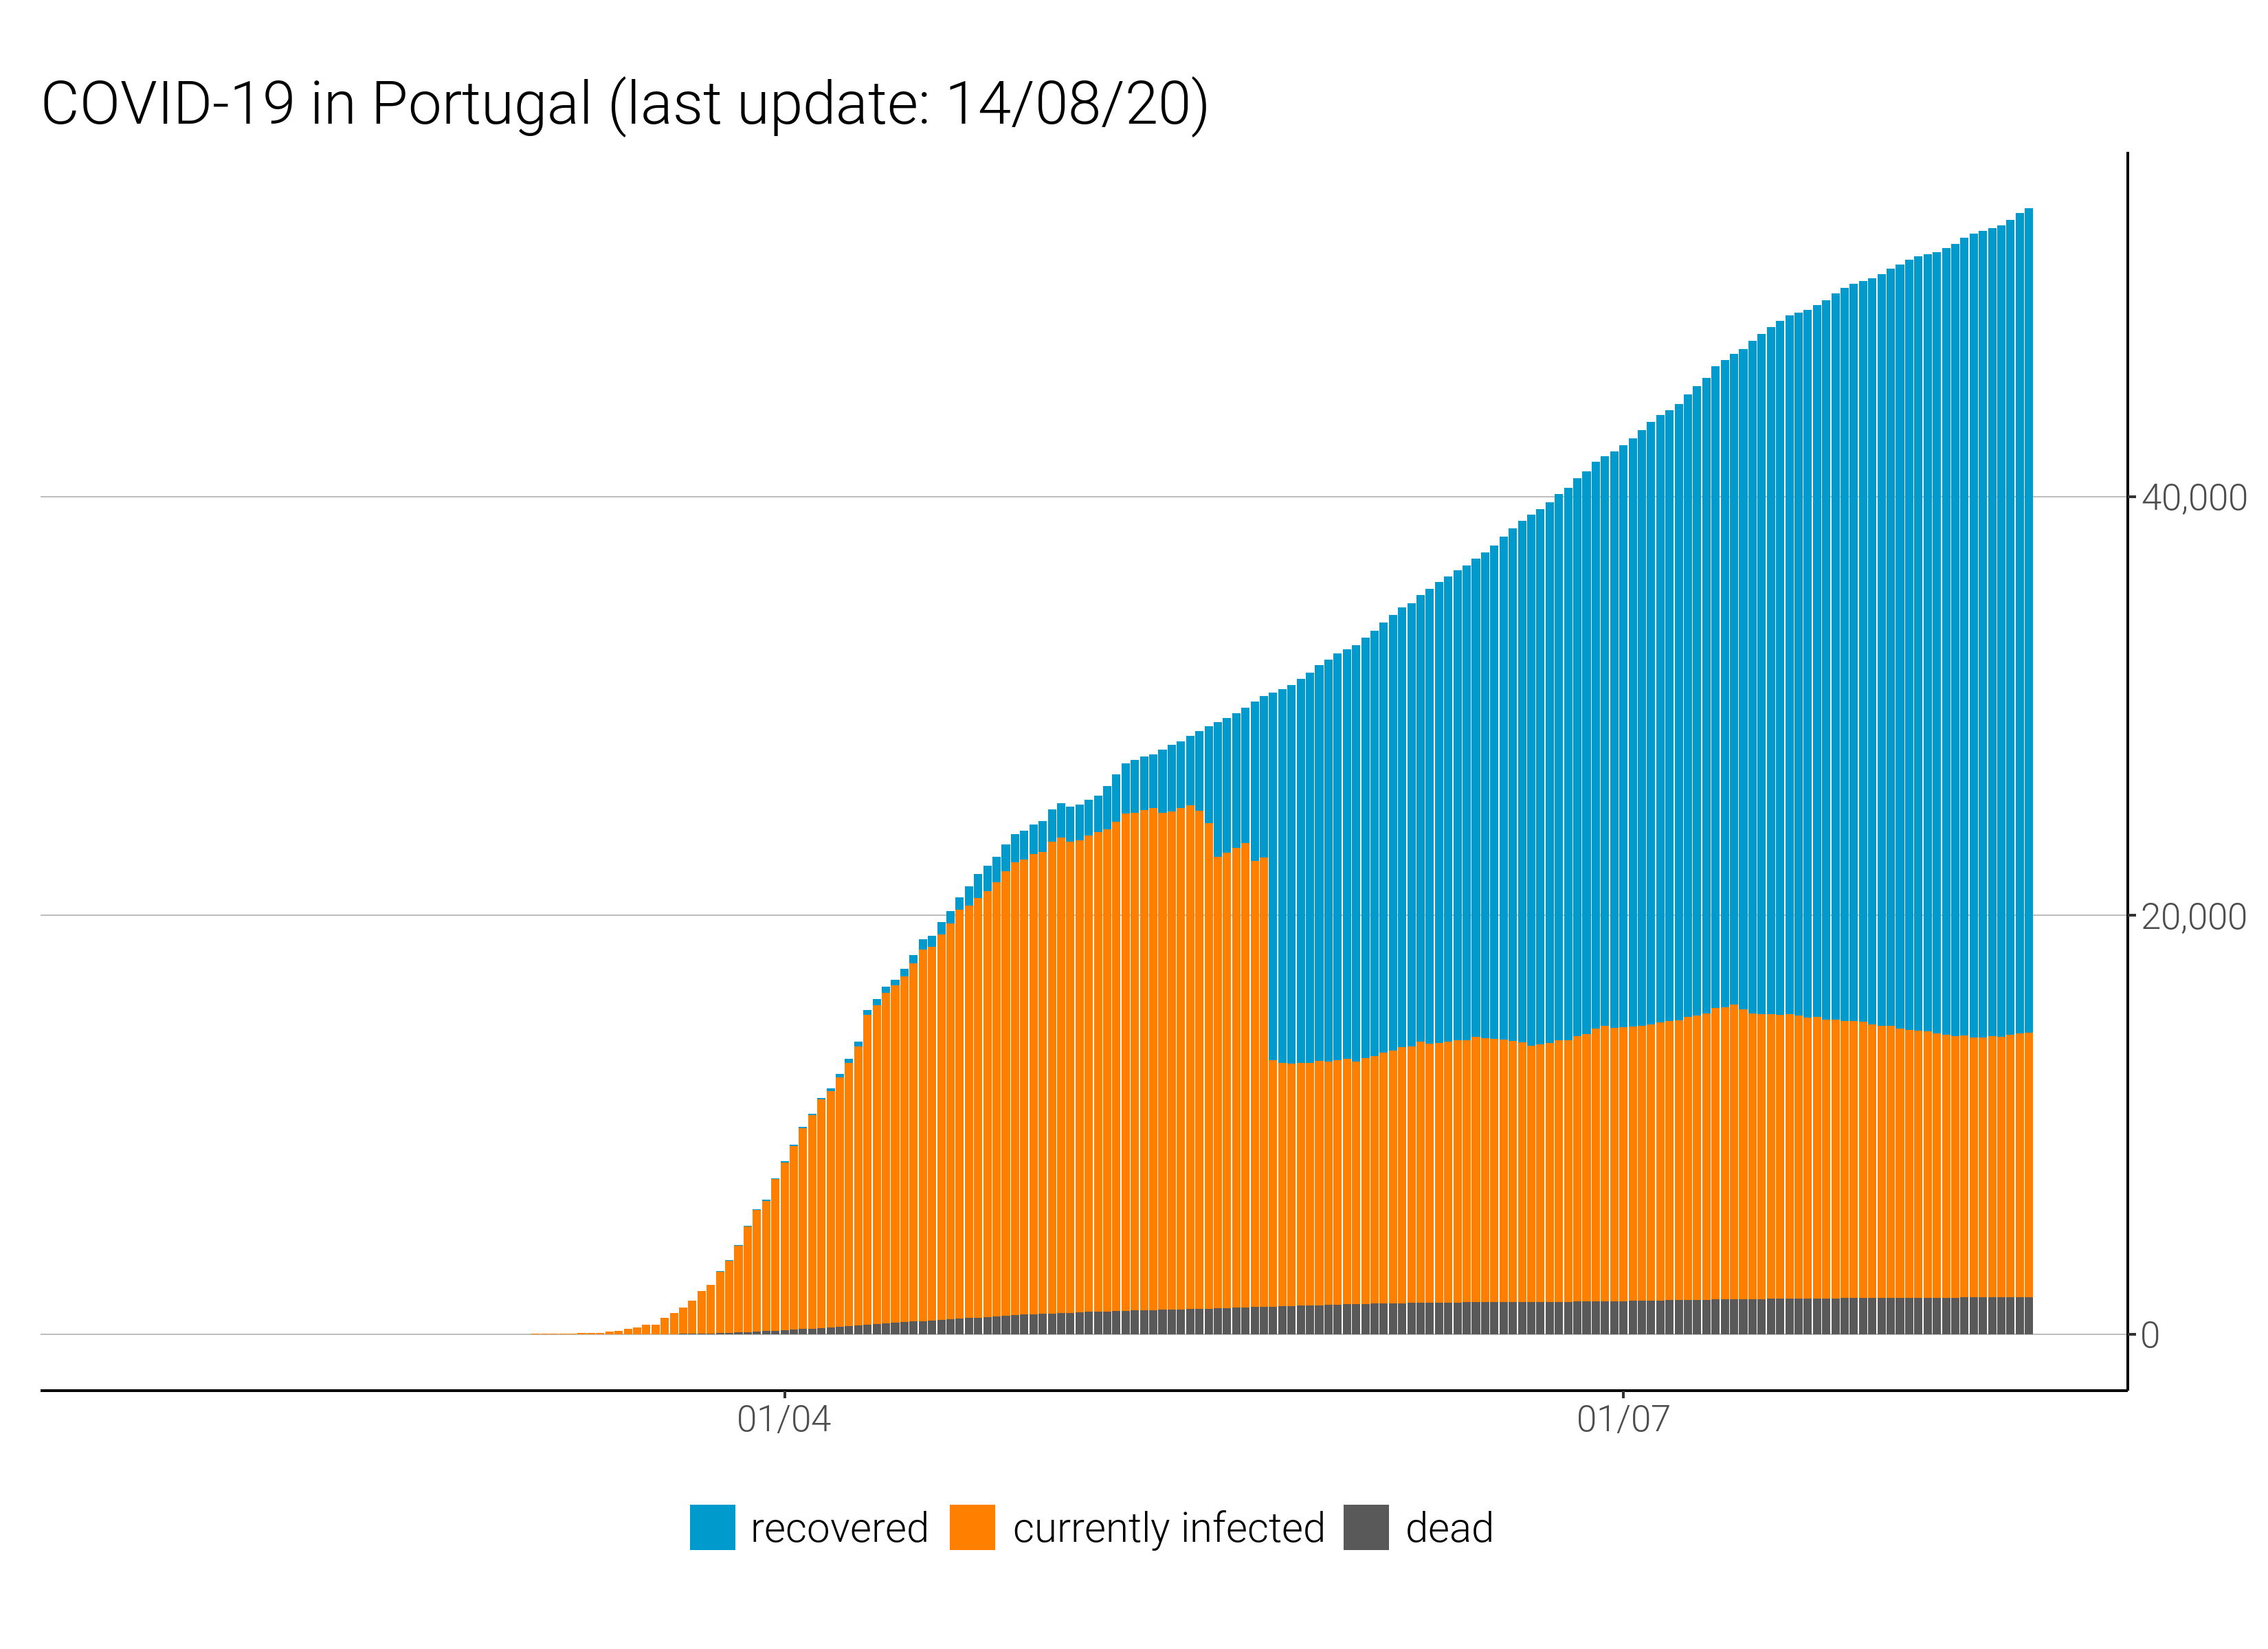 COVID-19 in Portugal (last update: 14/08/20)
40,000
20,000
0
01/04 01/07
recovered currently infected dead